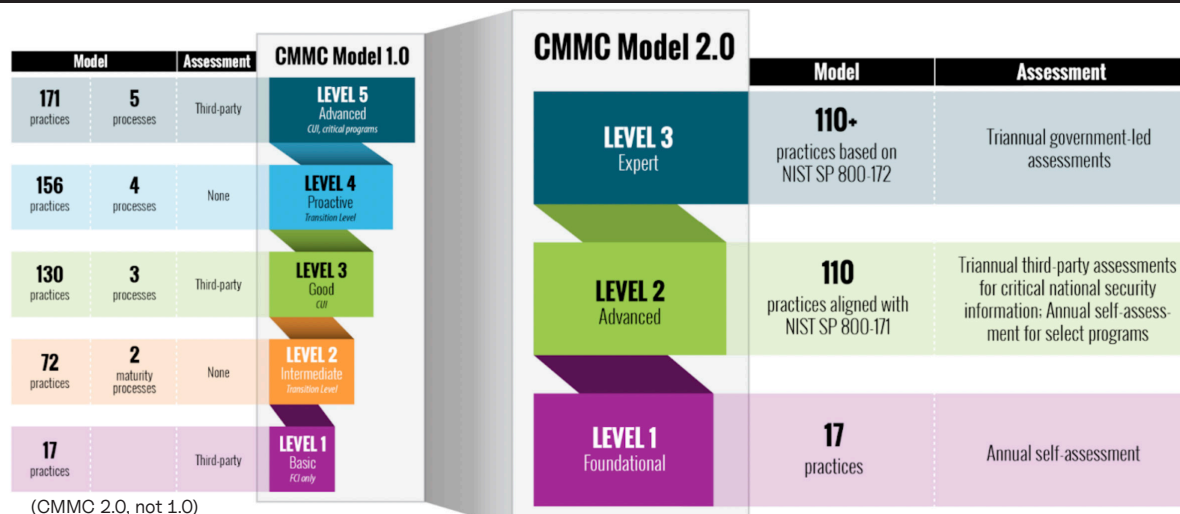 Model Assessment
CMMC Model 1.0
171
practices
5
processes
Third-party
LEVEL 5
Advanced
CUI, critical programs
156
practices
4
processes
None
LEVEL 4
Proactive
Transition Level
130
practices
3
processes
Third-party
LEVEL 3
Good
CUI
72
practices
2
maturity
processes
None
LEVEL 2
Intermediate
Transition Level
17
practices
Third-party
LEVEL 1
Basic
FCI only
(CMMC 2.0, not 1.0)
CMMC Model 2.0
Model Assessment
LEVEL 3
Expert
110+
practices based on
NIST SP 800-172
Triannual government-led
assessments
LEVEL 2
Advanced
110
practices aligned with
NIST SP 800-171
Triannual third-party assessments
for critical national security
information; Annual self-assess-
ment for select programs
LEVEL 1
Foundational
17
practices
Annual self-assessment